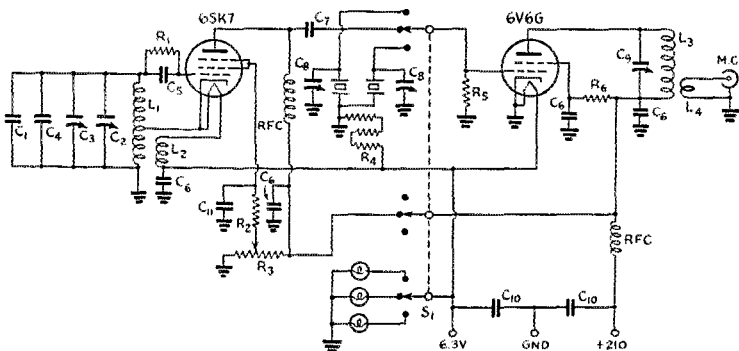 6SK7
C7
6V6G
R1
C8
C8
C9
L3
M.C.
C5
L1
R5
C6
R6
C6
L4
C1
C4
C3
C2
RFC
L2
R4
C6
C11
C6
R2
RFC
R3
S1
C10
C10
6.3V
GND
+210